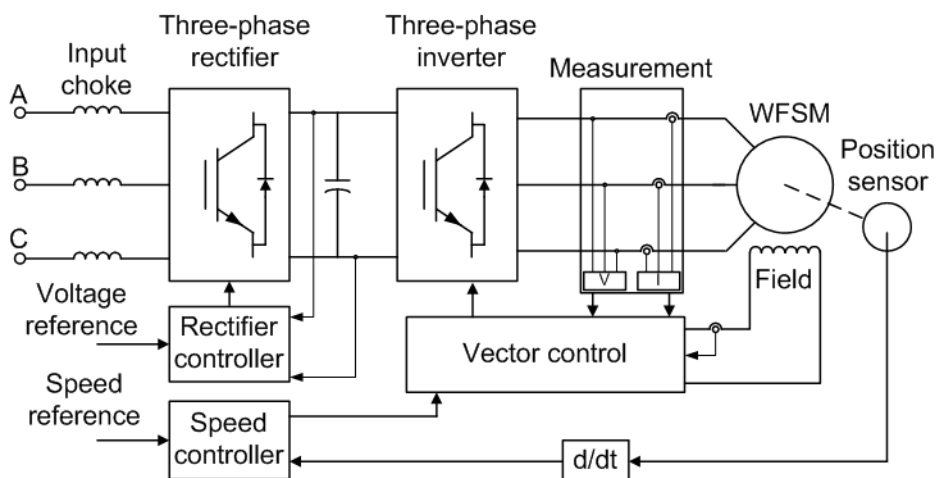 Three-phase
rectifier
Three-phase
inverter
Input
choke
Measurement
A
WFSM
B
Position
sensor
C
V
I
Field
Voltage
reference
Rectifier
controller
Vector control
Speed
reference
Speed
controller
d/dt